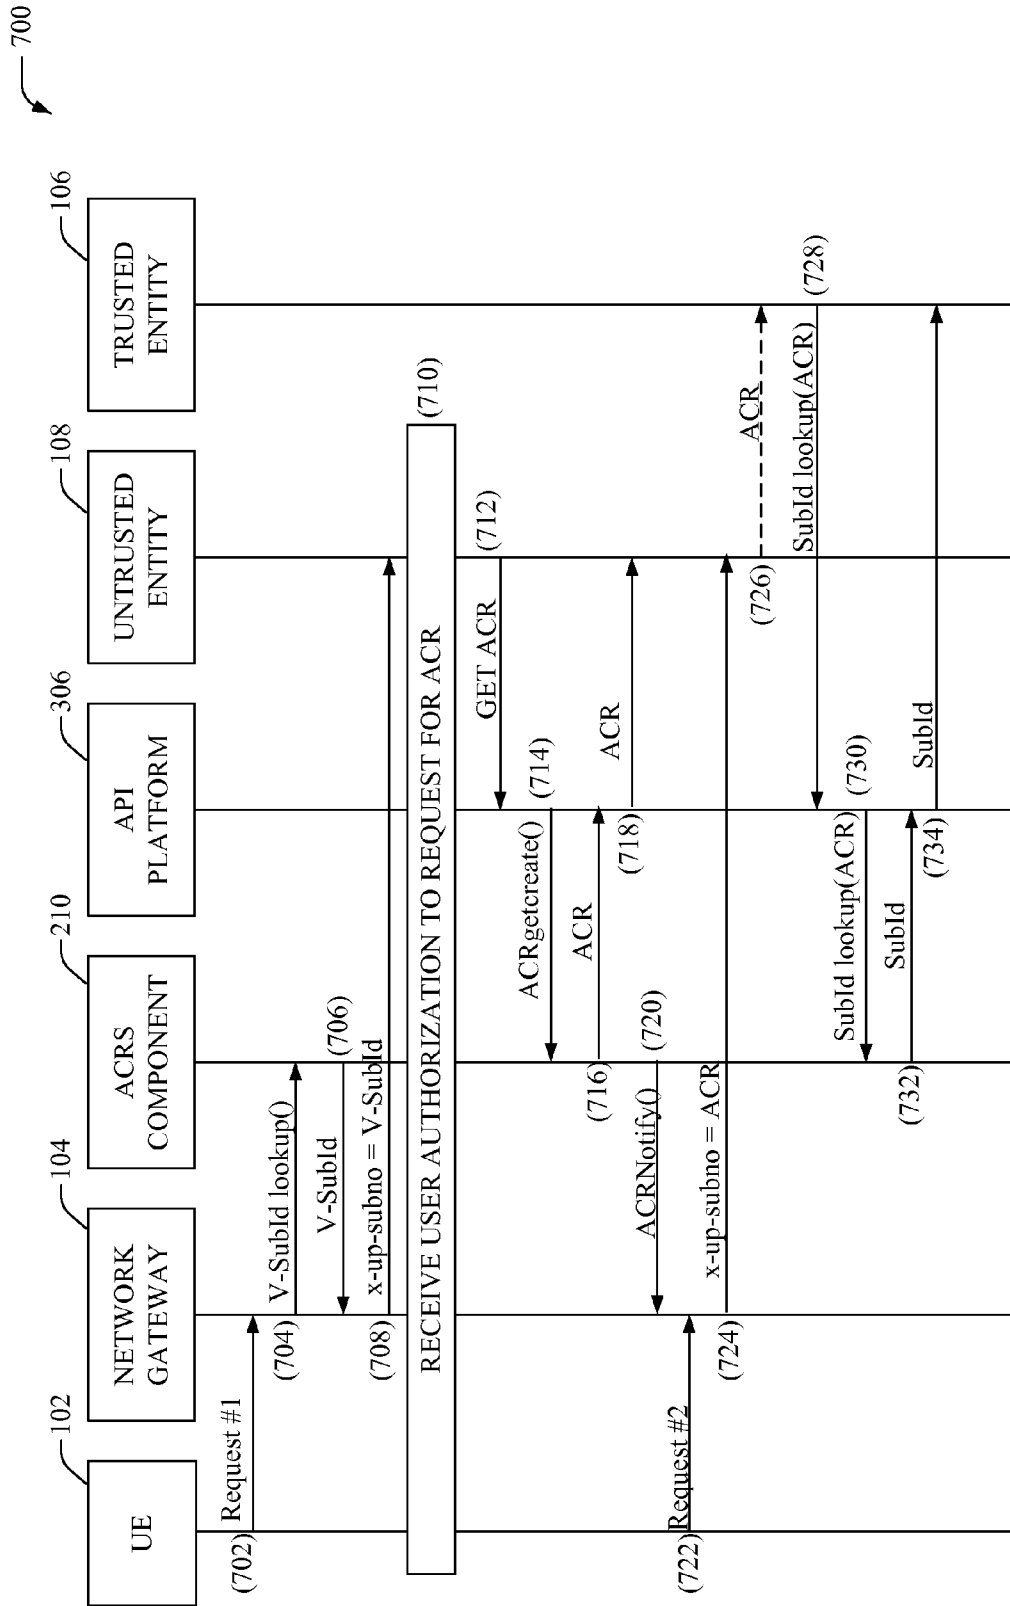 700
102
104
210
306
108
106
UE
NETWORK
GATEWAY
ACRS
COMPONENT
API
PLATFORM
UNTRUSTED
ENTITY
TRUSTED
ENTITY
(702)
Request #1
(704)
V-SubId lookup()
V-SubId
(706)
(708)
x-up-subno = V-SubId
RECEIVE USER AUTHORIZATION TO REQUEST FOR ACR
(710)
GET ACR
(712)
ACRgetcreate()
(714)
(716)
ACR
(718)
ACR
ACRNotify()
(720)
(722)
Request #2
(724)
x-up-subno = ACR
(726)
ACR
SubId lookup(ACR)
(728)
SubId lookup(ACR)
(730)
(732)
SubId
(734)
SubId